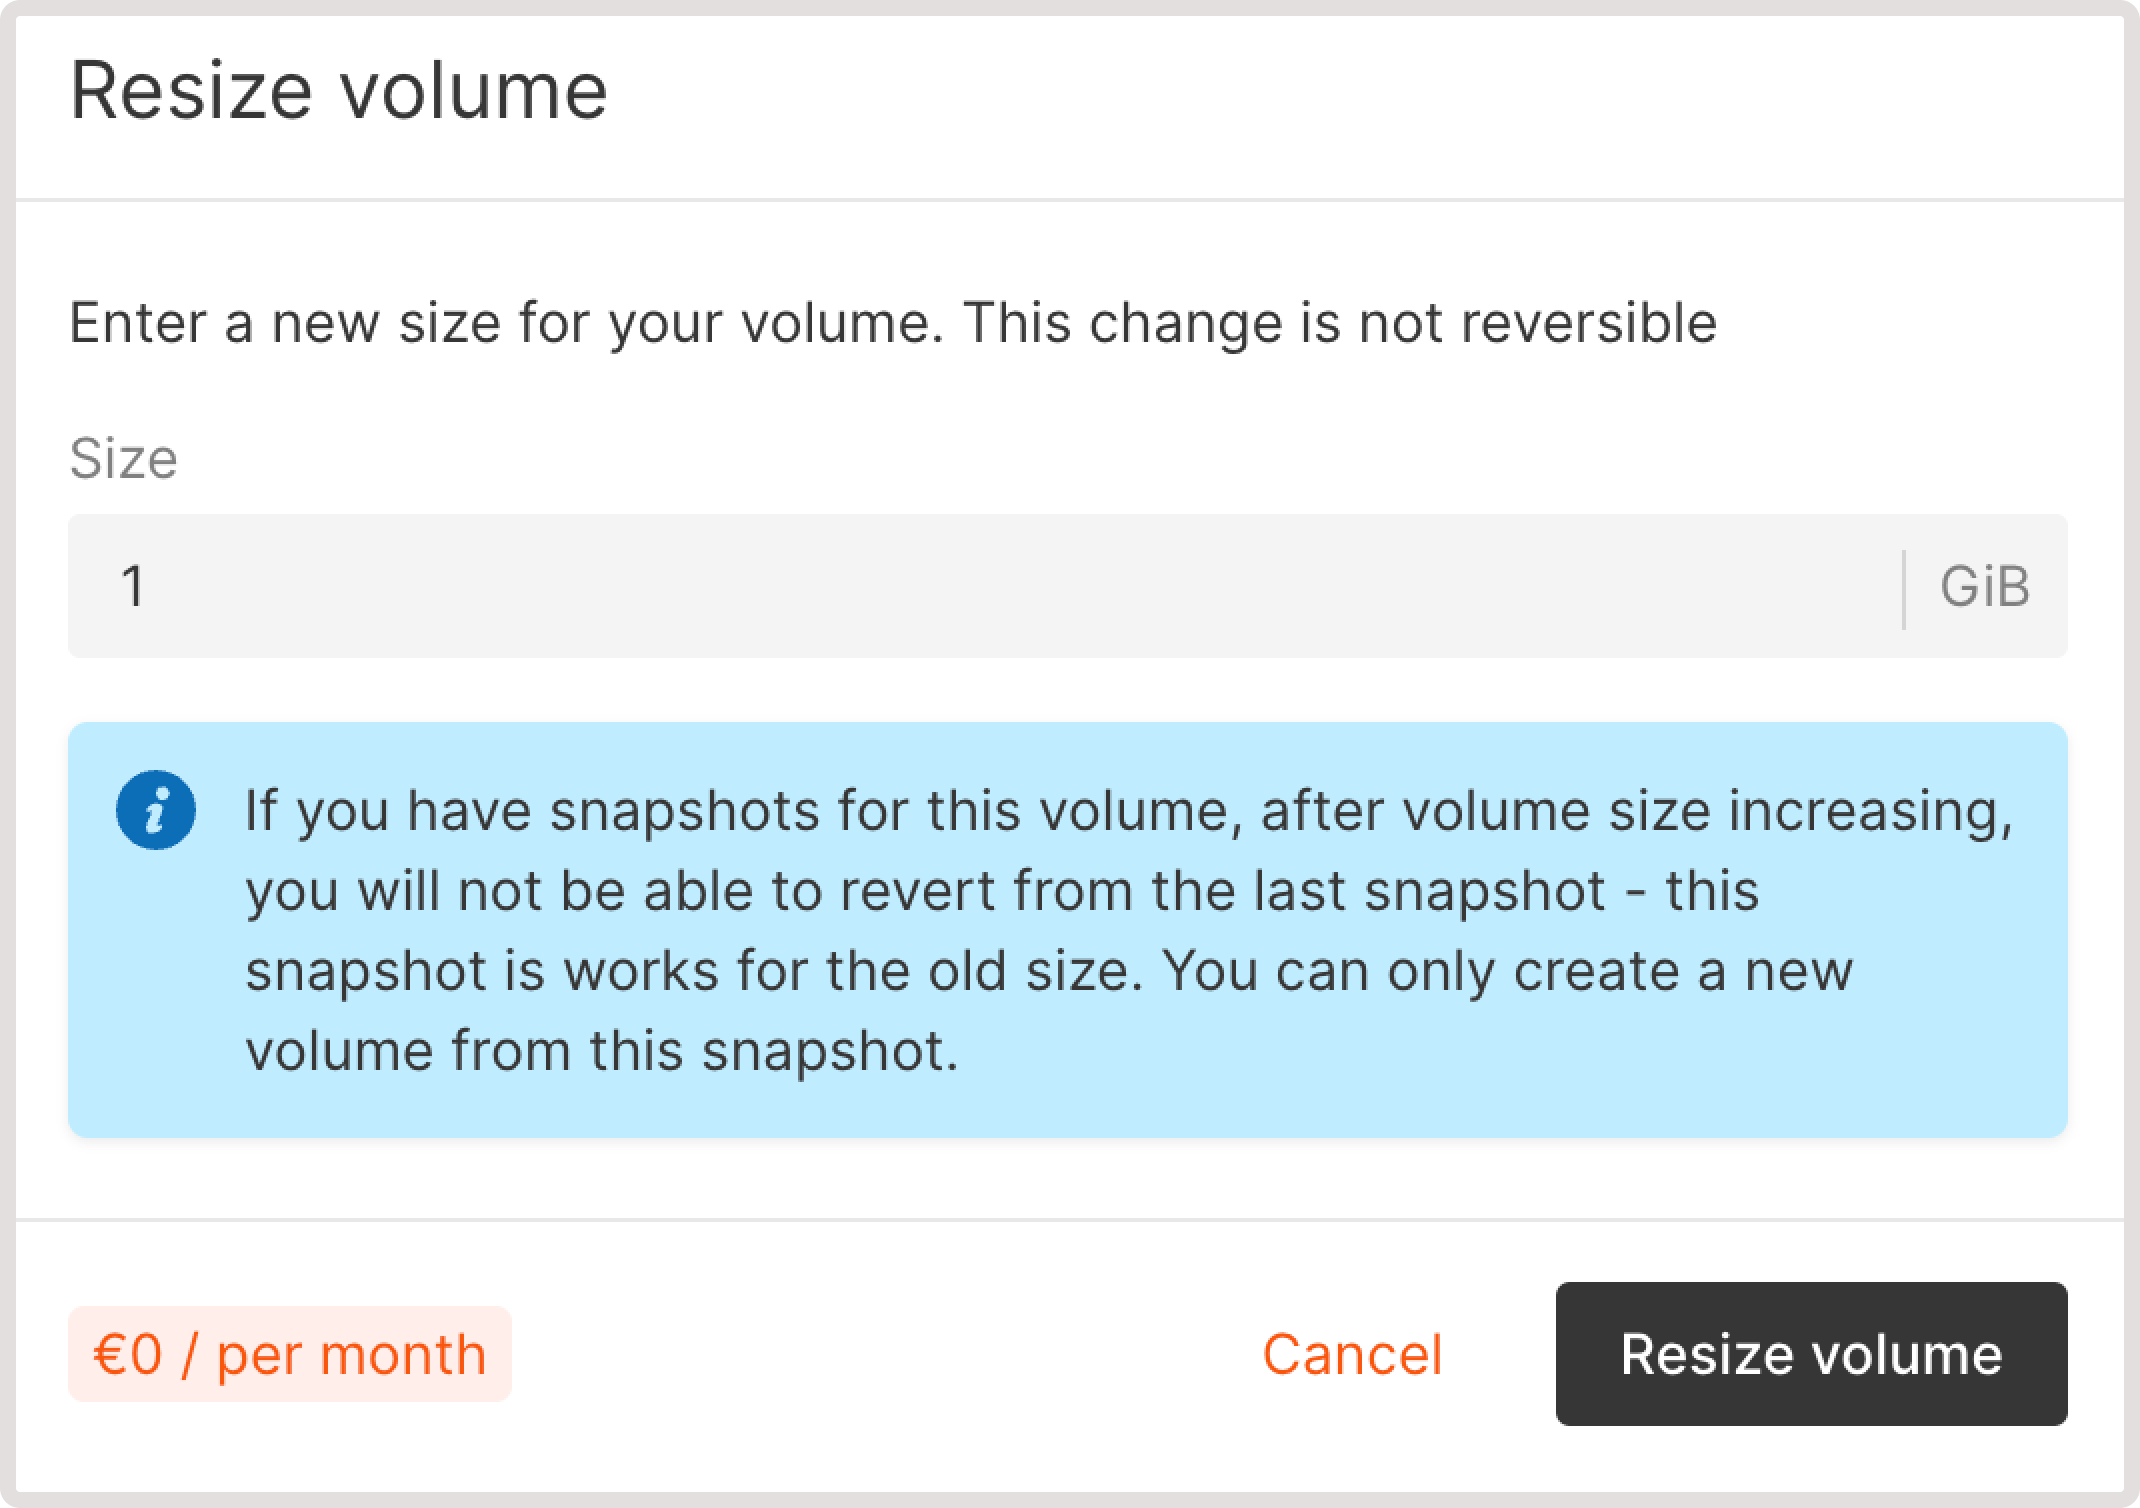 Resize volume
Enter a new size for your volume. This change is not reversible
Size
1
GiB
If you have snapshots for this volume, after volume size increasing,
you will not be able to revert from the last snapshot - this
snapshot is works for the old size. You can only create a new
volume from this snapshot.
€0 / per month
Cancel
Resize volume